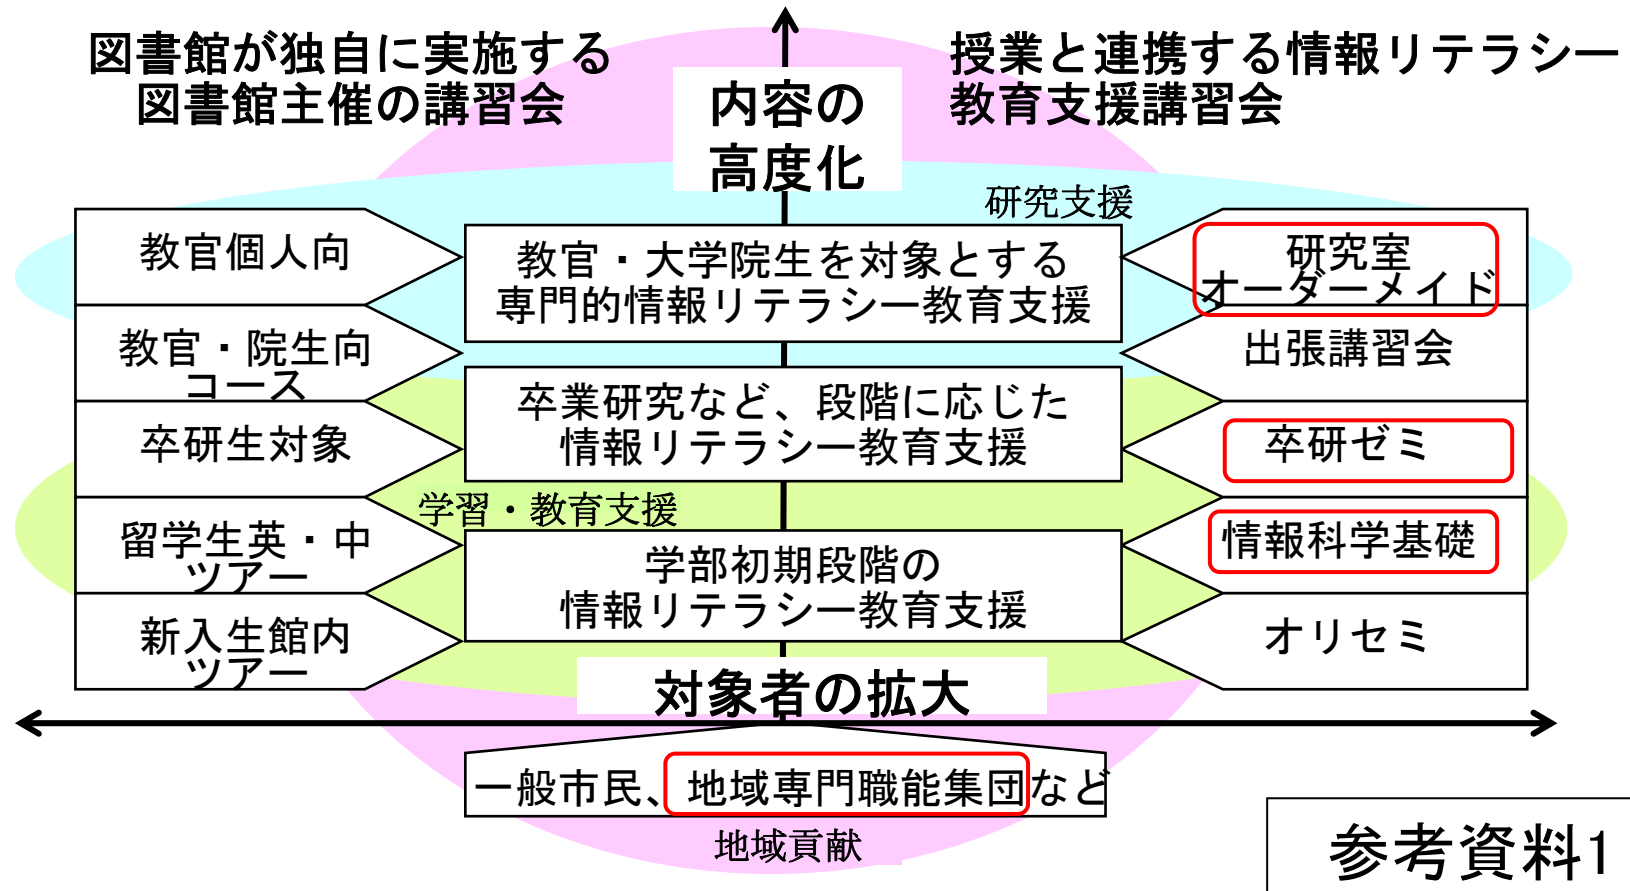 図書館が独自に実施する
図書館主催の講習会
授業と連携する情報リテラシー
教育支援講習会
内容の
高度化
研究支援
教官個人向
教官・院生向
コース
卒研生対象
留学生英・中
ツアー
新入生館内
ツアー
教官・大学院生を対象とする
専門的情報リテラシー教育支援
卒業研究など、段階に応じた
情報リテラシー教育支援
学習・教育支援
学部初期段階の
情報リテラシー教育支援
研究室
オーダーメイド
出張講習会
卒研ゼミ
情報科学基礎
オリセミ
対象者の拡大
一般市民、地域専門職能集団など
地域貢献
参考資料1